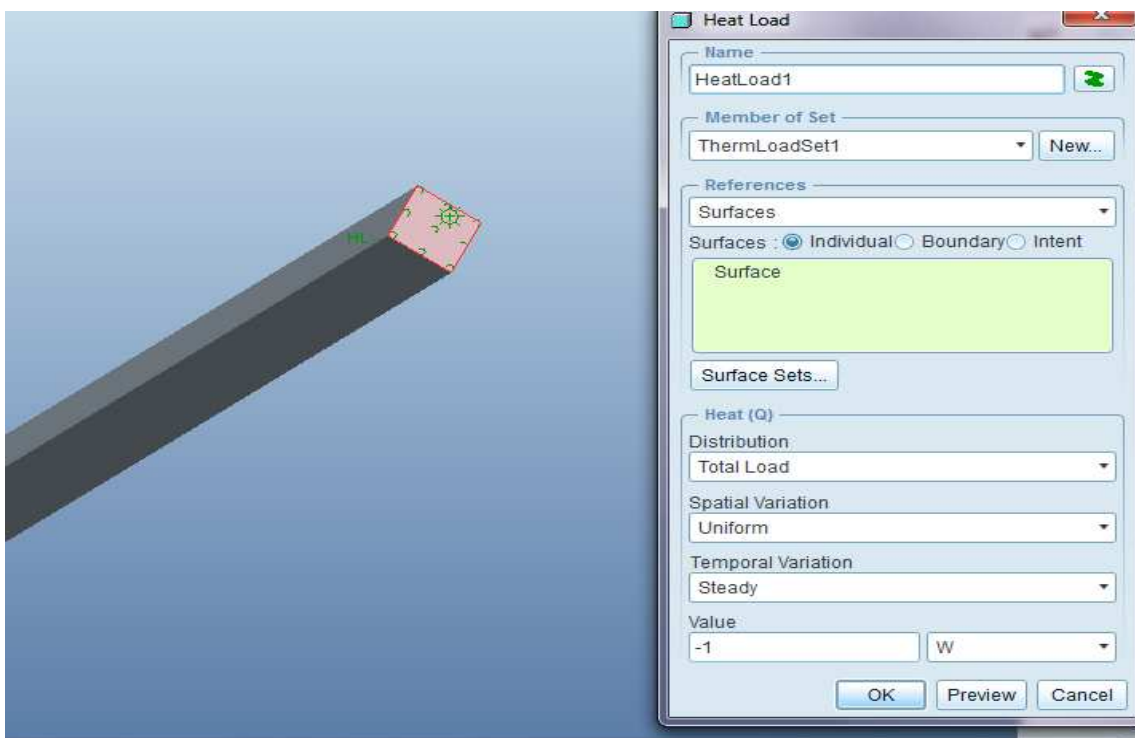 Heat Load
Name
HeatLoad1
Member of Set
ThermLoadSet1
New...
References
Surfaces
Surfaces : Individual Boundary Intent
Surface
Surface Sets...
Heat (Q)
Distribution
Total Load
Spatial Variation
Uniform
Temporal Variation
Steady
Value
-1 W
OK Preview Cancel
HL